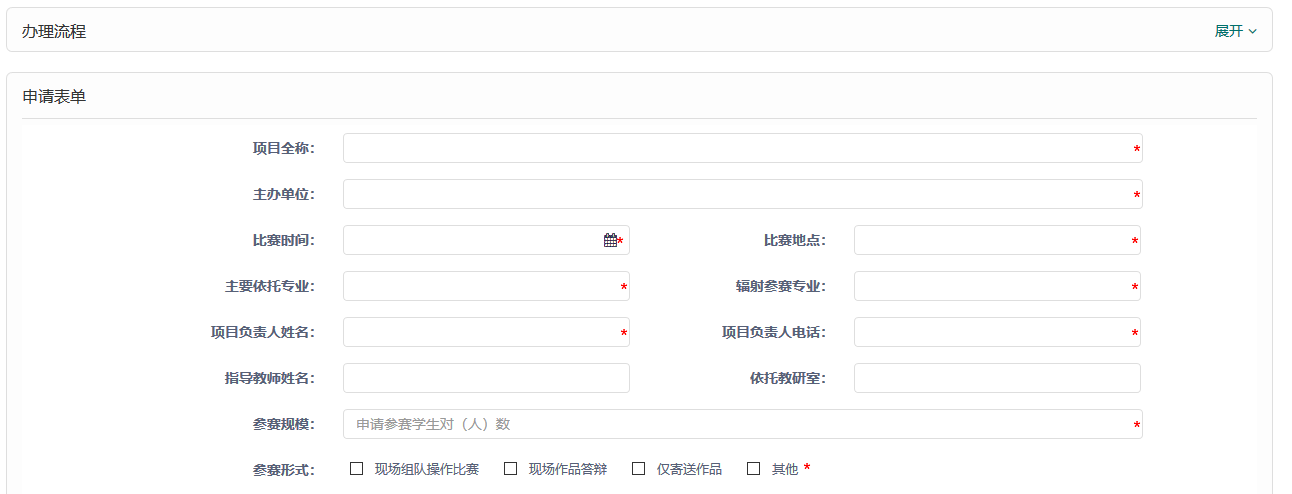 办理流程 展开
申请表单
项目全称: *
主办单位: *
比赛时间: * 比赛地点: *
主要依托专业: * 辐射参赛专业: *
项目负责人姓名: * 项目负责人电话: *
指导教师姓名: 依托教研室:
参赛规模: 申请参赛学生对（人）数 *
参赛形式: 现场组队操作比赛 现场作品答辩 仅寄送作品 其他 *